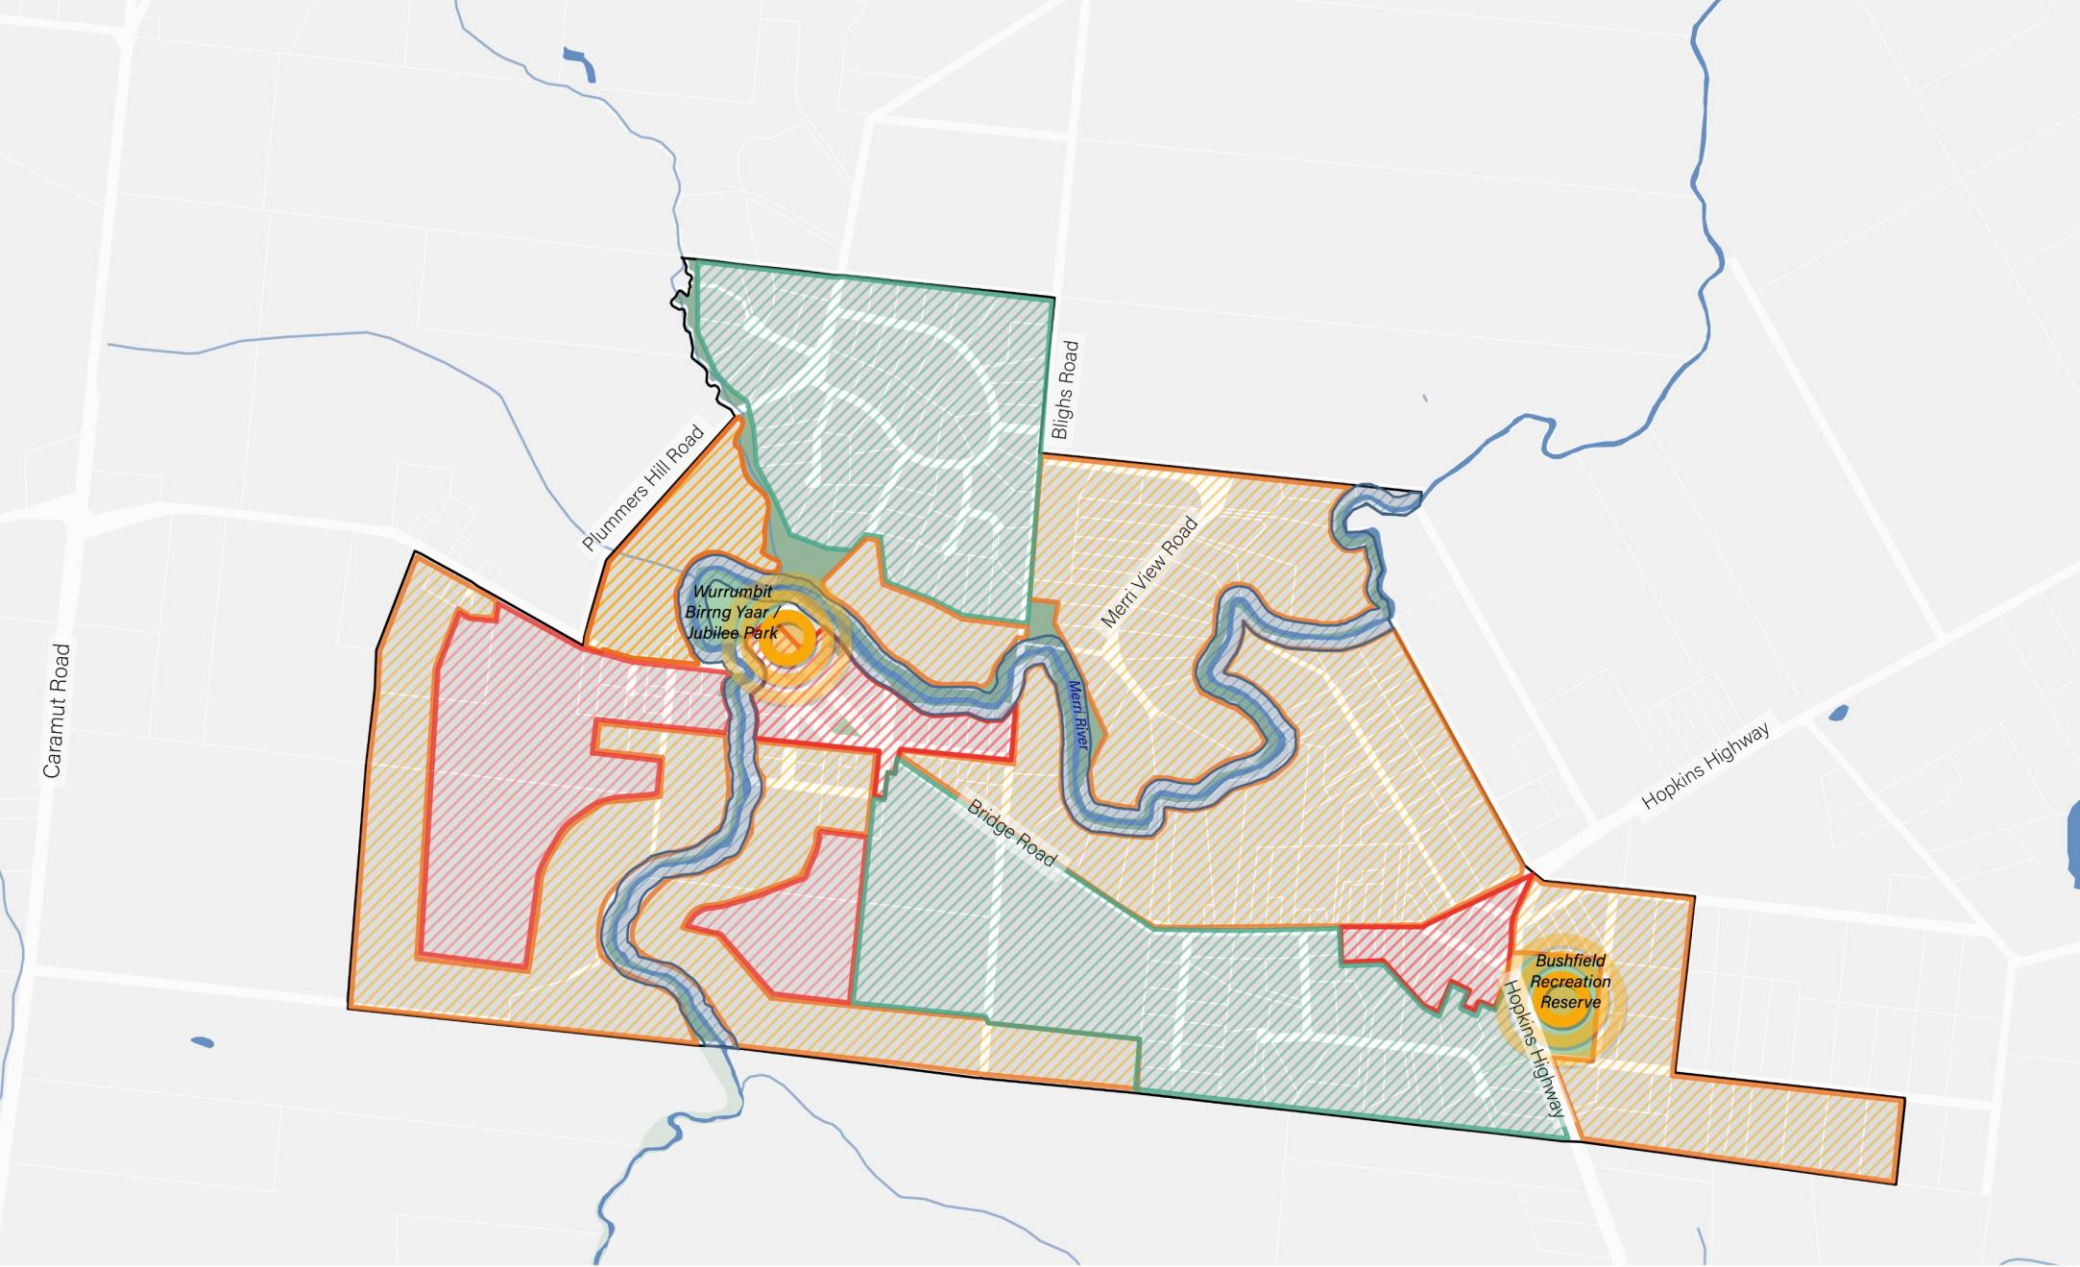 Blighs Road
Plummers Hill Road
Merri View Road
Wurrumbit
Birrng Yaar /
Jubilee Park
Caramut Road
Merri River
Hopkins Highway
Bridge Road
Bushfield
Recreation
Reserve
Hopkins Highway